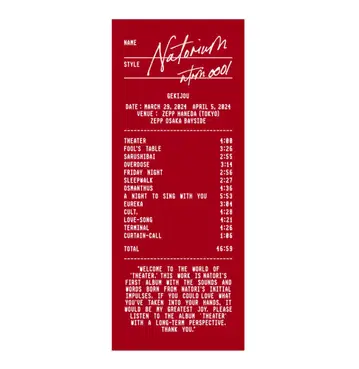 NAME
Natorium
STYLE
ntrm 0001
GEKIJOU
DATE: MARCH 29, 2024 APRIL 5, 2024
VENUE: ZEPP HANEDA (TOKYO)
ZEPP OSAKA BAYSIDE
THEATER 4:00
FOOL'S TABLE 3:26
SARUSHIBAI 2:55
OVERDOSE 3:14
FRIDAY NIGHT 2:56
SLEEPWALK 2:27
OSMANTHUS 4:36
A NIGHT TO SING WITH YOU 5:53
EUREKA 3:04
CULT. 4:28
LOVE-SONG 4:21
TERMINAL 4:26
CURTAIN-CALL 1:06
TOTAL 46:59
"WELCOME TO THE WORLD OF
'THEATER.' THIS WORK IS NATORI'S
FIRST ALBUM WITH THE SOUNDS AND
WORDS BORN FROM NATORI'S INITIAL
IMPULSES. IF YOU COULD LOVE WHAT
YOU'VE TAKEN INTO YOUR HANDS, IT
WOULD BE MY GREATEST JOY. PLEASE
LISTEN TO THE ALBUM 'THEATER'
WITH A LONG-TERM PERSPECTIVE.
THANK YOU."